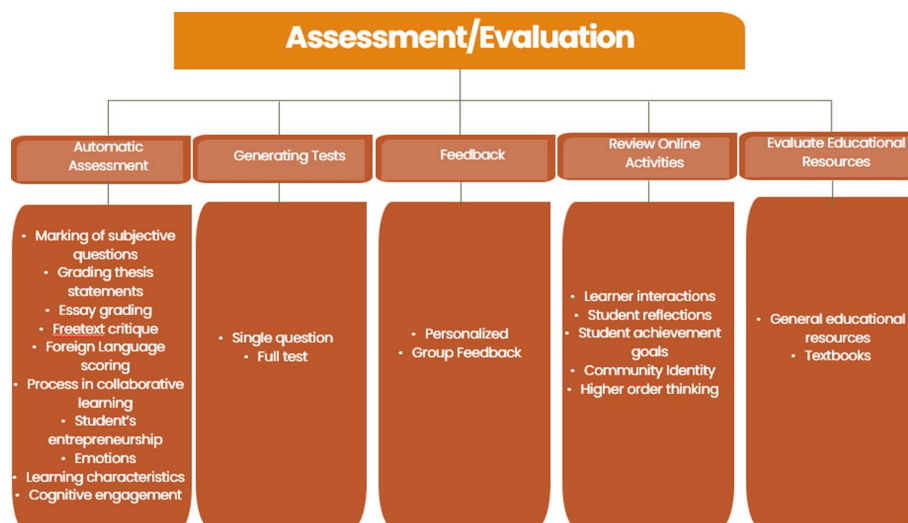 Assessment/Evaluation
Automatic
Assessment
Generating Tests
Feedback
Review Online
Activities
Evaluate Educational
Resources
• Marking of subjective
questions
• Grading thesis
statements
• Essay grading
• Freetext critique
• Foreign Language
scoring
• Process in collaborative
learning
• Student's
entrepreneurship
• Emotions
• Learning characteristics
• Cognitive engagement
• Single question
• Full test
• Personalized
• Group Feedback
• Learner interactions
• Student reflections
• Student achievement
goals
• Community Identity
• Higher order thinking
• General educational
resources
• Textbooks